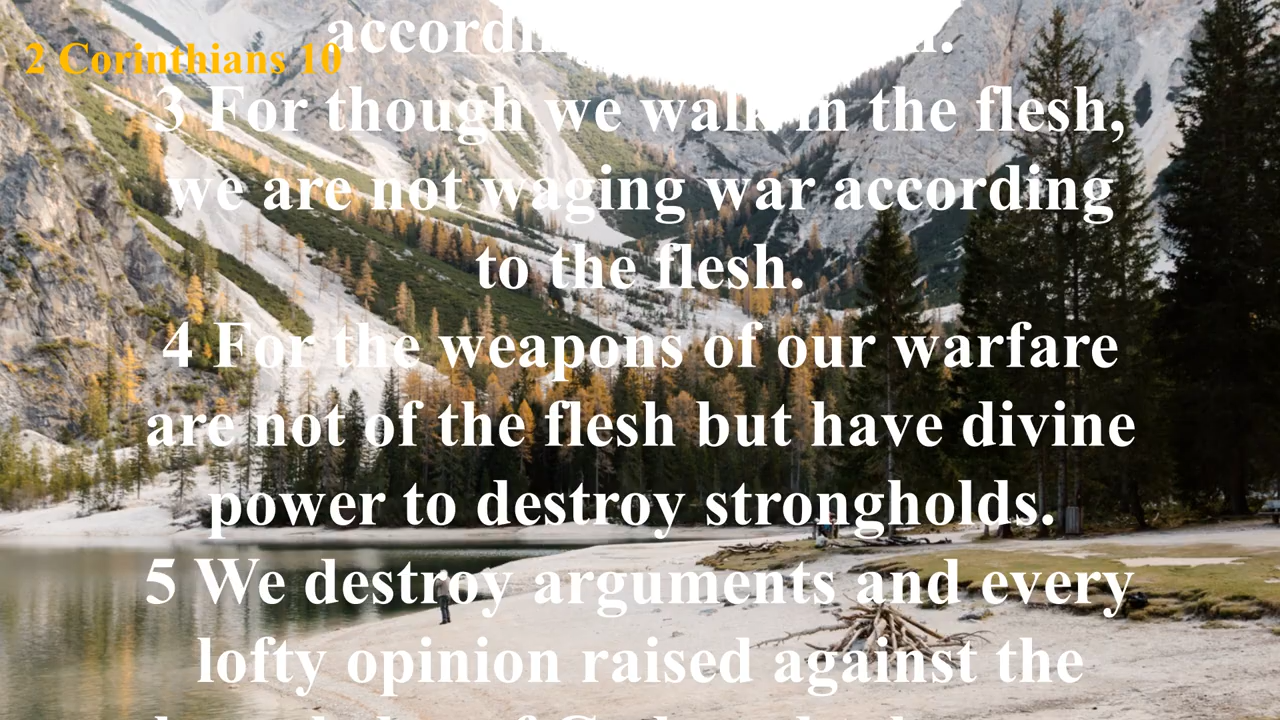 2 Corinthians 10
3 For though we walk in the flesh,
we are not waging war according
to the flesh.
4 For the weapons of our warfare
are not of the flesh but have divine
power to destroy strongholds.
5 We destroy arguments and every
lofty opinion raised against the